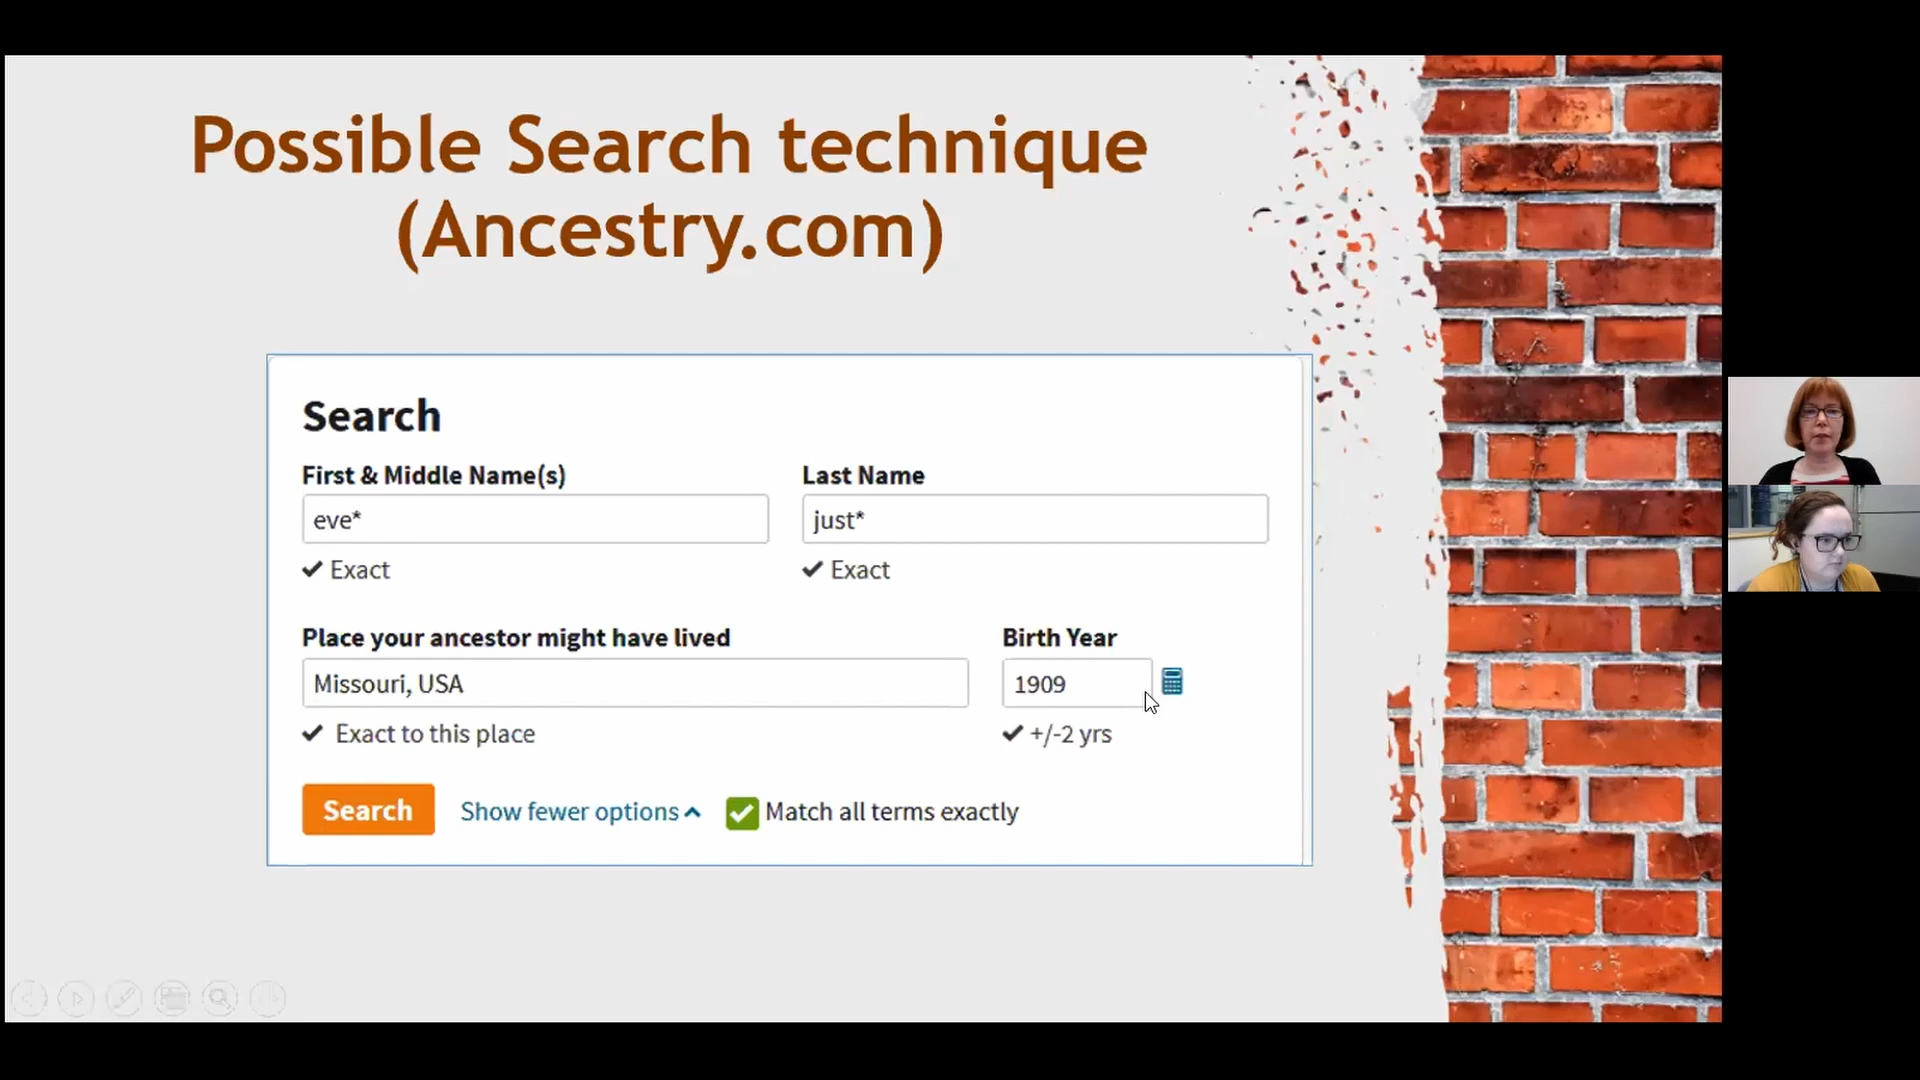 Possible Search technique
(Ancestry.com)
Search
First & Middle Name(s)
Last Name
eve*
just*
Exact
Exact
Place your ancestor might have lived
Birth Year
Missouri, USA
1909
Exact to this place
+/-2 yrs
Search
Show fewer options
Match all terms exactly